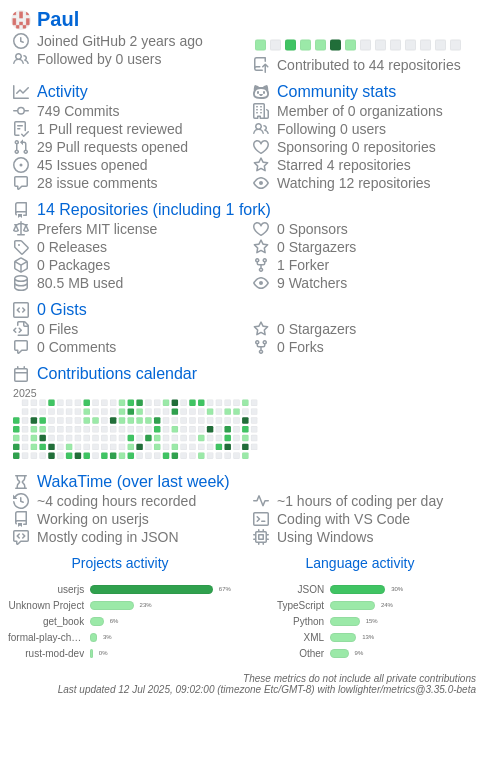 Paul
Joined GitHub 2 years ago
Followed by 0 users
Contributed to 44 repositories
Activity
749 Commits
1 Pull request reviewed
29 Pull requests opened
45 Issues opened
28 issue comments
Community stats
Member of 0 organizations
Following 0 users
Sponsoring 0 repositories
Starred 4 repositories
Watching 12 repositories
14 Repositories (including 1 fork)
Prefers MIT license
0 Releases
0 Packages
80.5 MB used
0 Sponsors
0 Stargazers
1 Forker
9 Watchers
0 Gists
0 Files
0 Comments
0 Stargazers
0 Forks
Contributions calendar
2025
WakaTime (over last week)
~4 coding hours recorded
Working on userjs
Mostly coding in JSON
~1 hours of coding per day
Coding with VS Code
Using Windows
Projects activity
userjs 67%
Unknown Project 23%
get_book 6%
formal-play-ch… 3%
rust-mod-dev 0%
Language activity
JSON 30%
TypeScript 24%
Python 15%
XML 13%
Other 9%
These metrics do not include all private contributions
Last updated 12 Jul 2025, 09:02:00 (timezone Etc/GMT-8) with lowlighter/metrics@3.35.0-beta